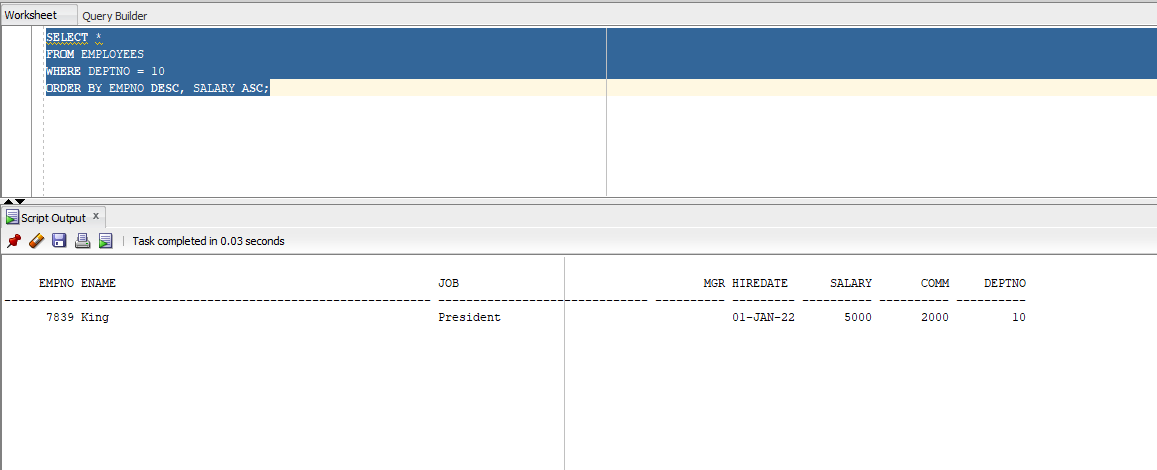 Worksheet Query Builder
SELECT *
FROM EMPLOYEES
WHERE DEPTNO = 10
ORDER BY EMPNO DESC, SALARY ASC;
Script Output x
Task completed in 0.03 seconds
EMPNO ENAME JOB MGR HIREDATE SALARY COMM DEPTNO
---------- -------------------------------------------------- ------------------------------ ---------- --------- ---------- ---------- ----------
7839 King President 01-JAN-22 5000 2000 10